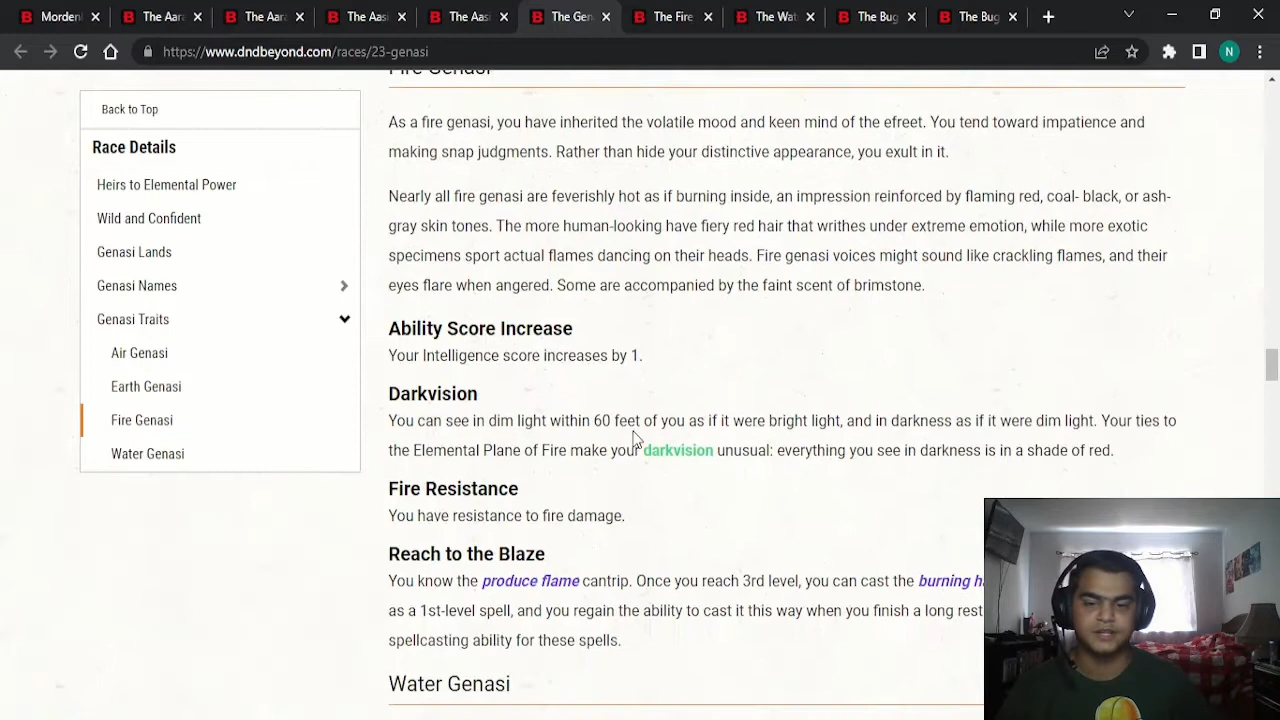 Morden
The Aara
The Aara
The Aasi
The Aasi
The Gen
The Fire
The Wat
The Bug
The Bug
https://www.dndbeyond.com/races/23-genasi
N
Back to Top
Race Details
Heirs to Elemental Power
Wild and Confident
Genasi Lands
Genasi Names
Genasi Traits
Air Genasi
Earth Genasi
Fire Genasi
Water Genasi
Fire Genasi
As a fire genasi, you have inherited the volatile mood and keen mind of the efreet. You tend toward impatience and
making snap judgments. Rather than hide your distinctive appearance, you exult in it.
Nearly all fire genasi are feverishly hot as if burning inside, an impression reinforced by flaming red, coal- black, or ash-
gray skin tones. The more human-looking have fiery red hair that writhes under extreme emotion, while more exotic
specimens sport actual flames dancing on their heads. Fire genasi voices might sound like crackling flames, and their
eyes flare when angered. Some are accompanied by the faint scent of brimstone.
Ability Score Increase
Your Intelligence score increases by 1.
Darkvision
You can see in dim light within 60 feet of you as if it were bright light, and in darkness as if it were dim light. Your ties to
the Elemental Plane of Fire make your darkvision unusual: everything you see in darkness is in a shade of red.
Fire Resistance
You have resistance to fire damage.
Reach to the Blaze
You know the produce flame cantrip. Once you reach 3rd level, you can cast the burning
as a 1st-level spell, and you regain the ability to cast it this way when you finish a long rest
spellcasting ability for these spells.
Water Genasi